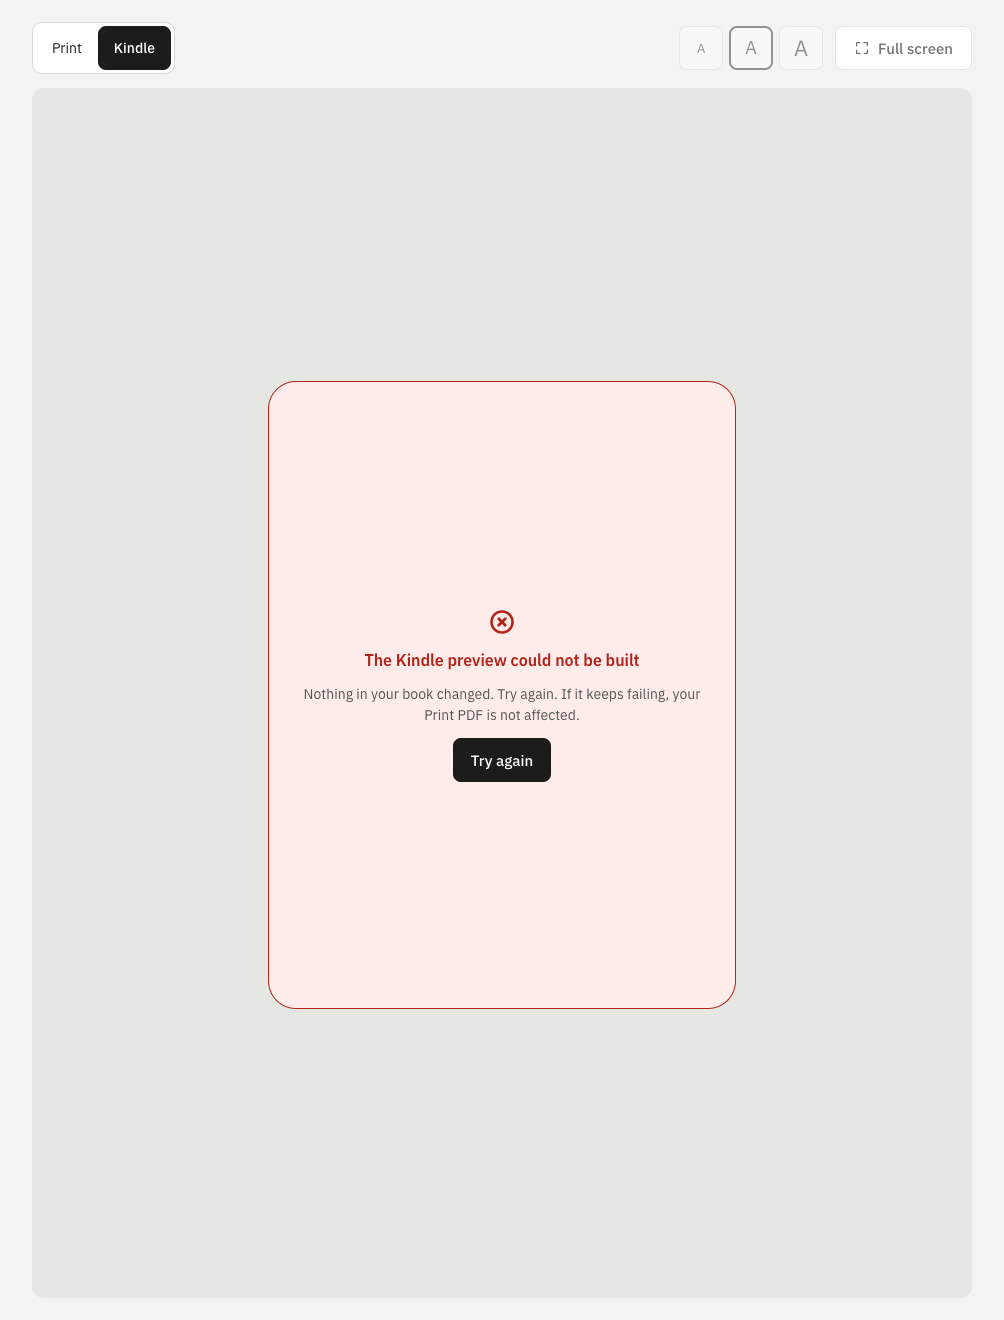 Print
Kindle
A
A
A
Full screen
The Kindle preview could not be built
Nothing in your book changed. Try again. If it keeps failing, your
Print PDF is not affected.
Try again